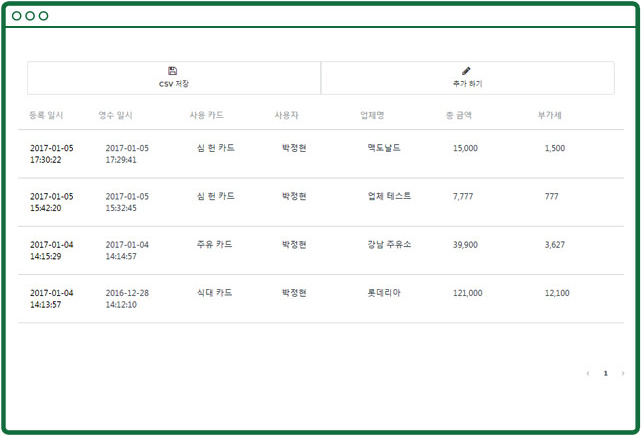 CSV 저장
추가 하기
등록 일시 영수 일시 사용 카드 사용자 업체명 총 금액 부가세
2017-01-05 2017-01-05 심 헌 카드 박정현 맥도날드 15,000 1,500
17:30:22 17:29:41
2017-01-05 2017-01-05 심 헌 카드 박정현 업체 테스트 7,777 777
15:42:20 15:32:45
2017-01-04 2017-01-04 주유 카드 박정현 강남 주유소 39,900 3,627
14:15:29 14:14:57
2017-01-04 2016-12-28 식대 카드 박정현 롯데리아 121,000 12,100
14:13:57 14:12:10
‹ 1 ›